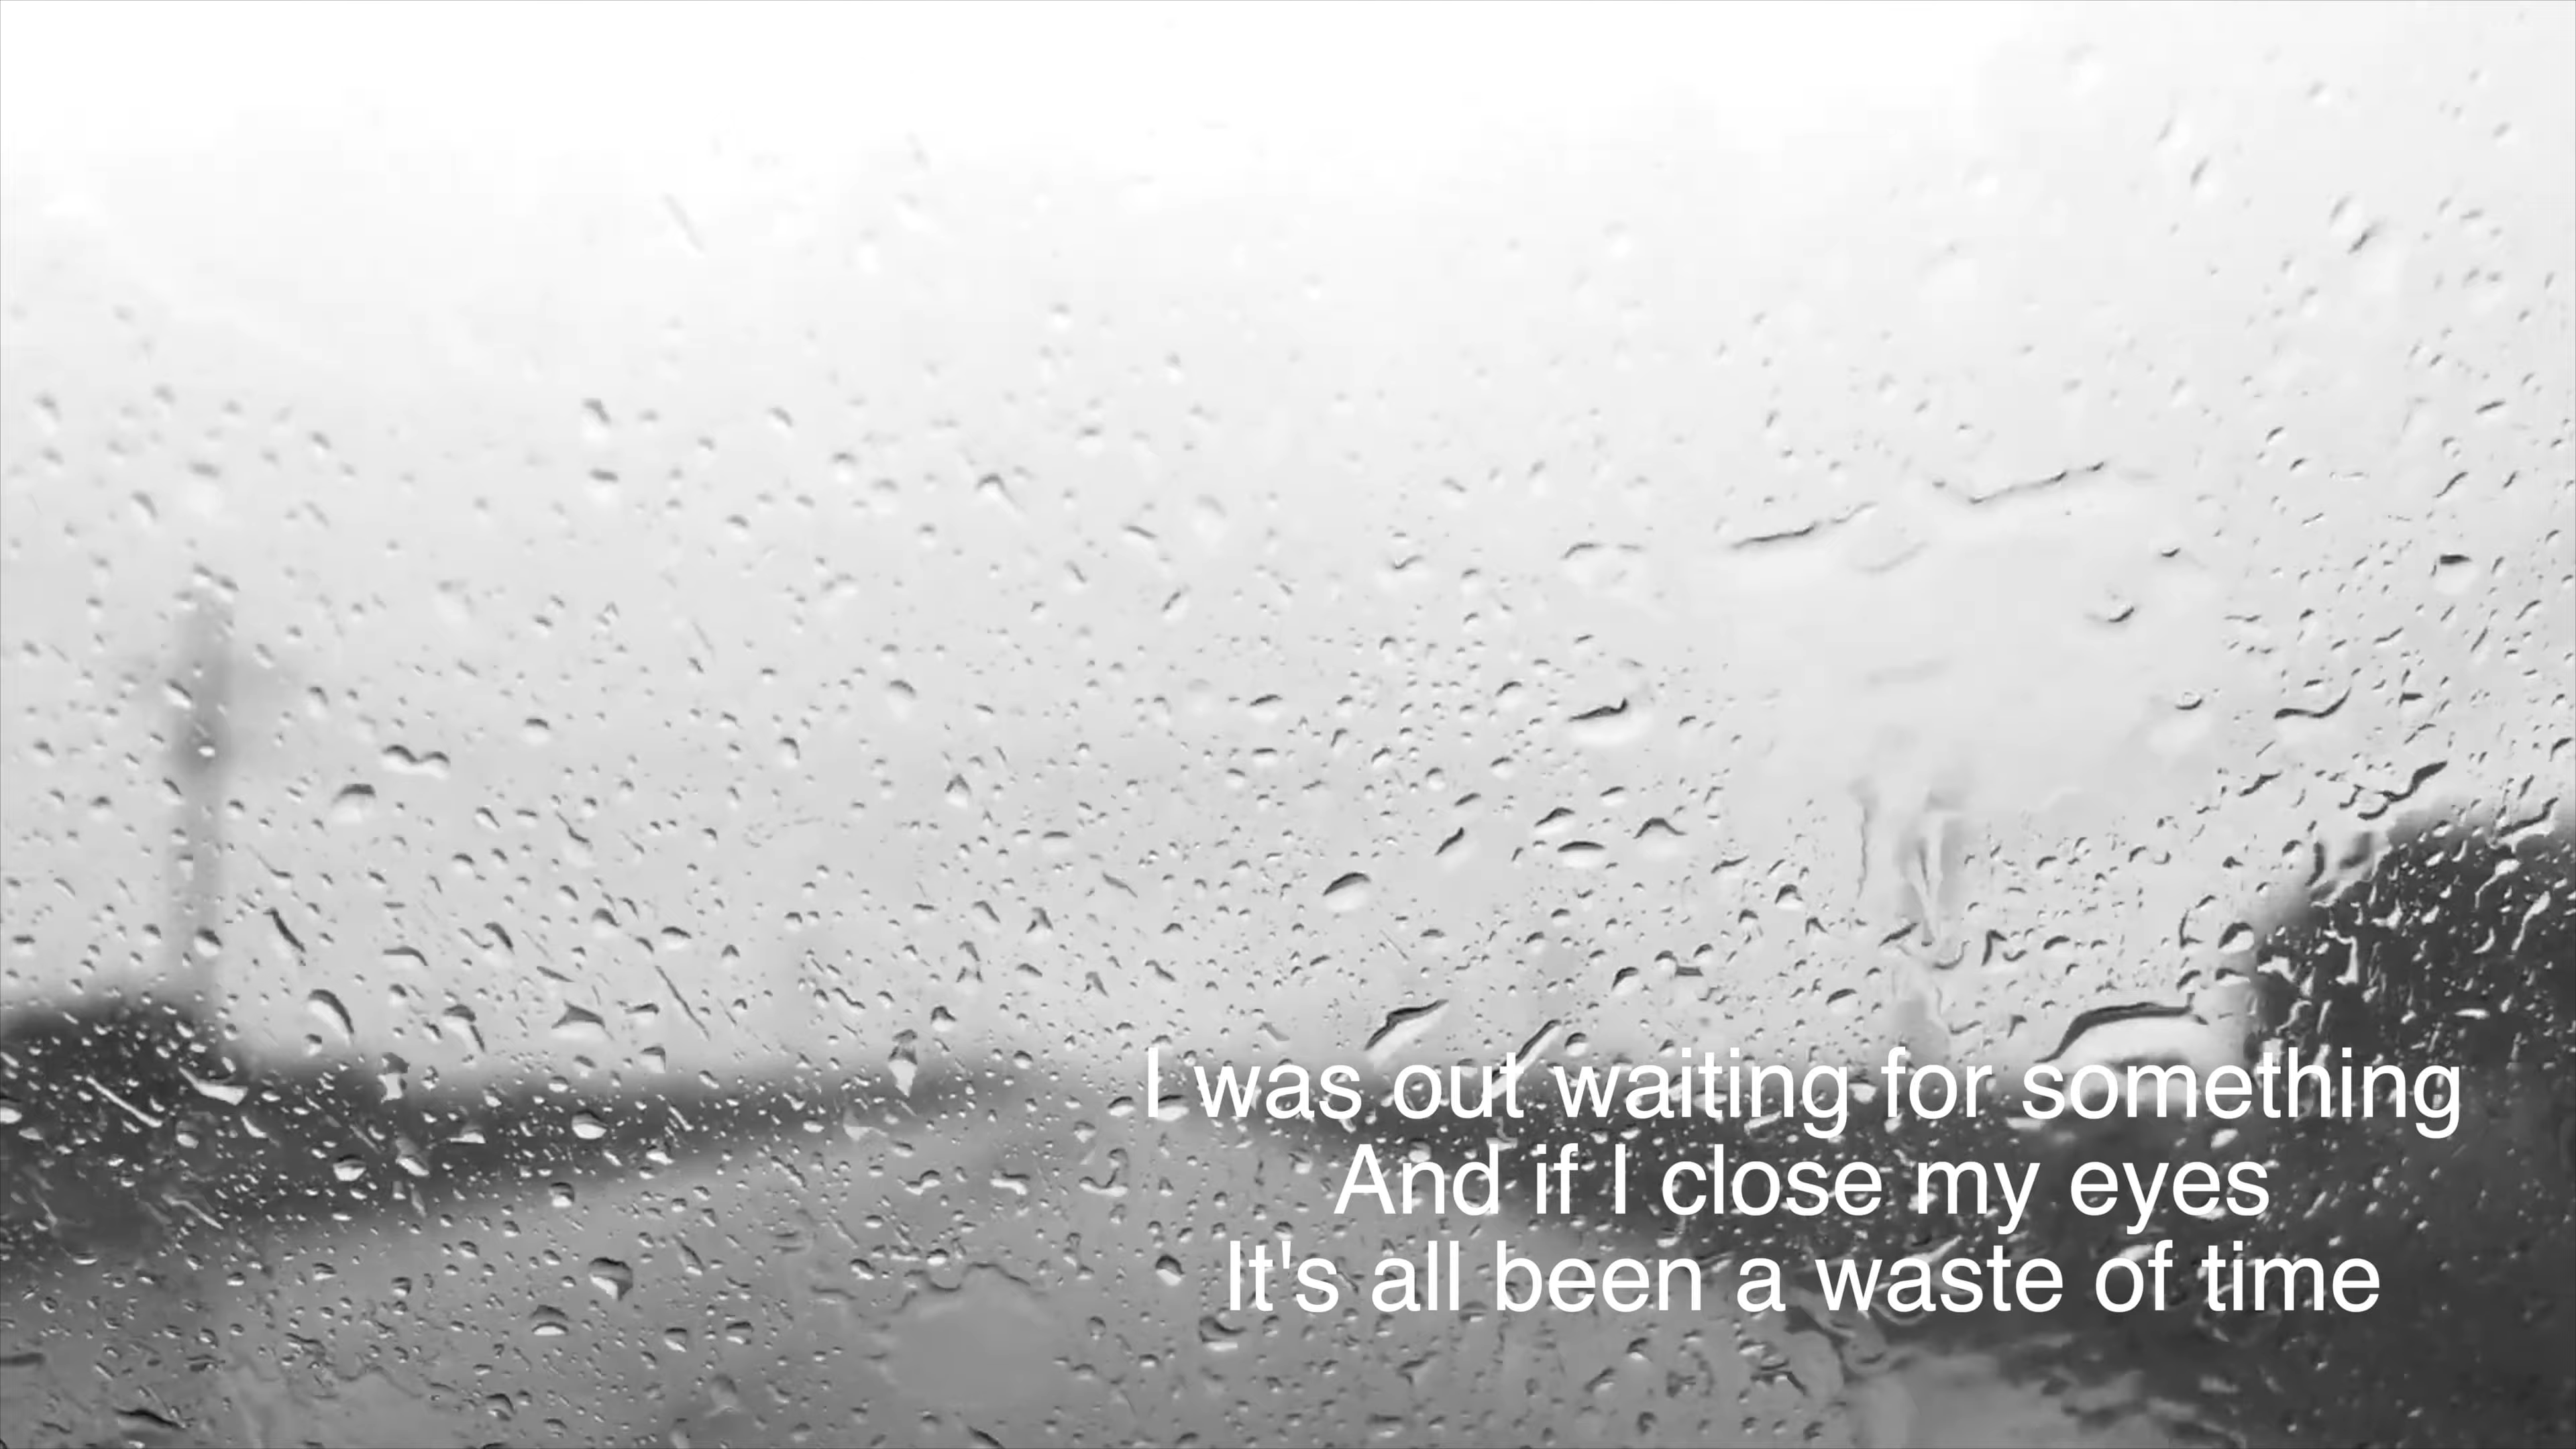 I was out waiting for something
And if I close my eyes
It's all been a waste of time